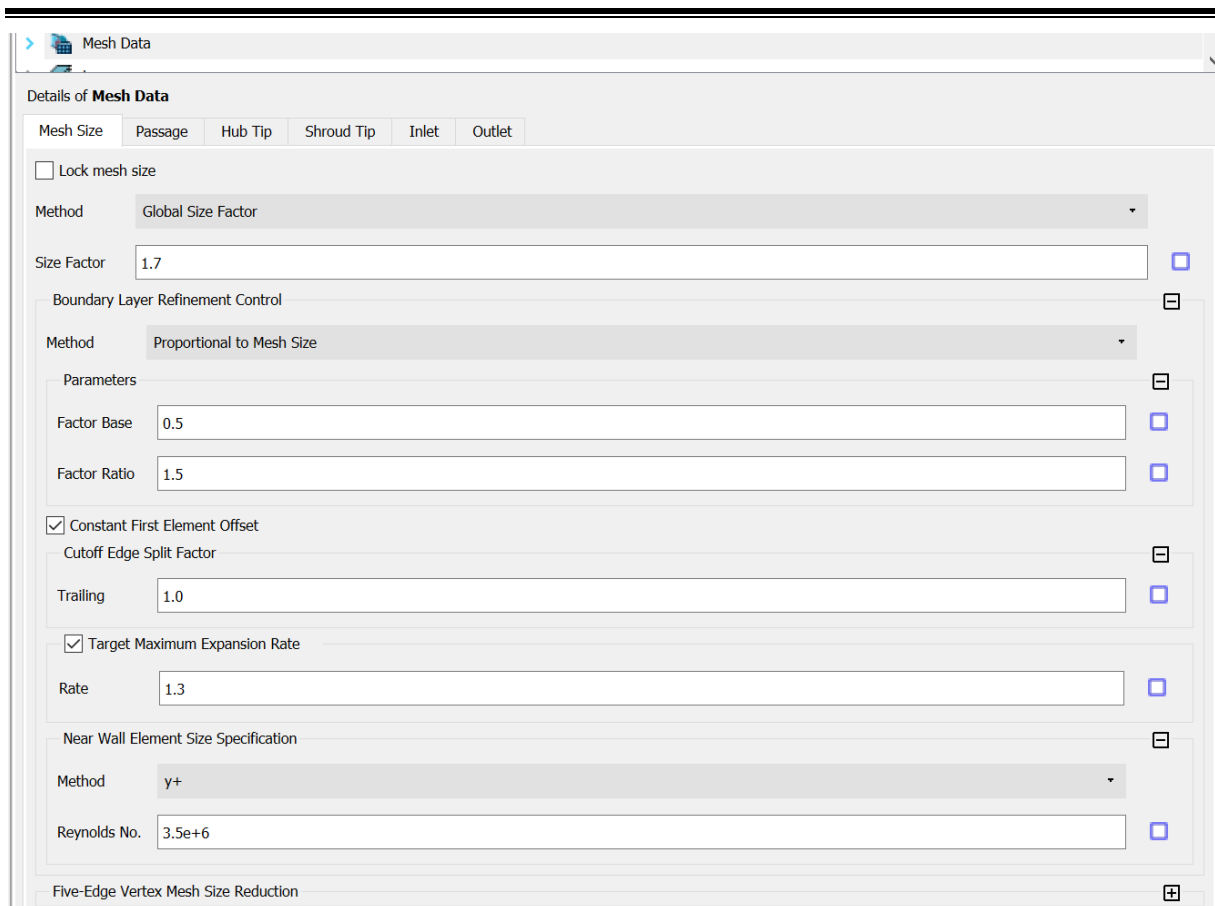 Mesh Data
Details of Mesh Data
Mesh Size Passage Hub Tip Shroud Tip Inlet Outlet
Lock mesh size
Method Global Size Factor
Size Factor 1.7
Boundary Layer Refinement Control
Method Proportional to Mesh Size
Parameters
Factor Base 0.5
Factor Ratio 1.5
Constant First Element Offset
Cutoff Edge Split Factor
Trailing 1.0
Target Maximum Expansion Rate
Rate 1.3
Near Wall Element Size Specification
Method y+
Reynolds No. 3.5e+6
Five-Edge Vertex Mesh Size Reduction